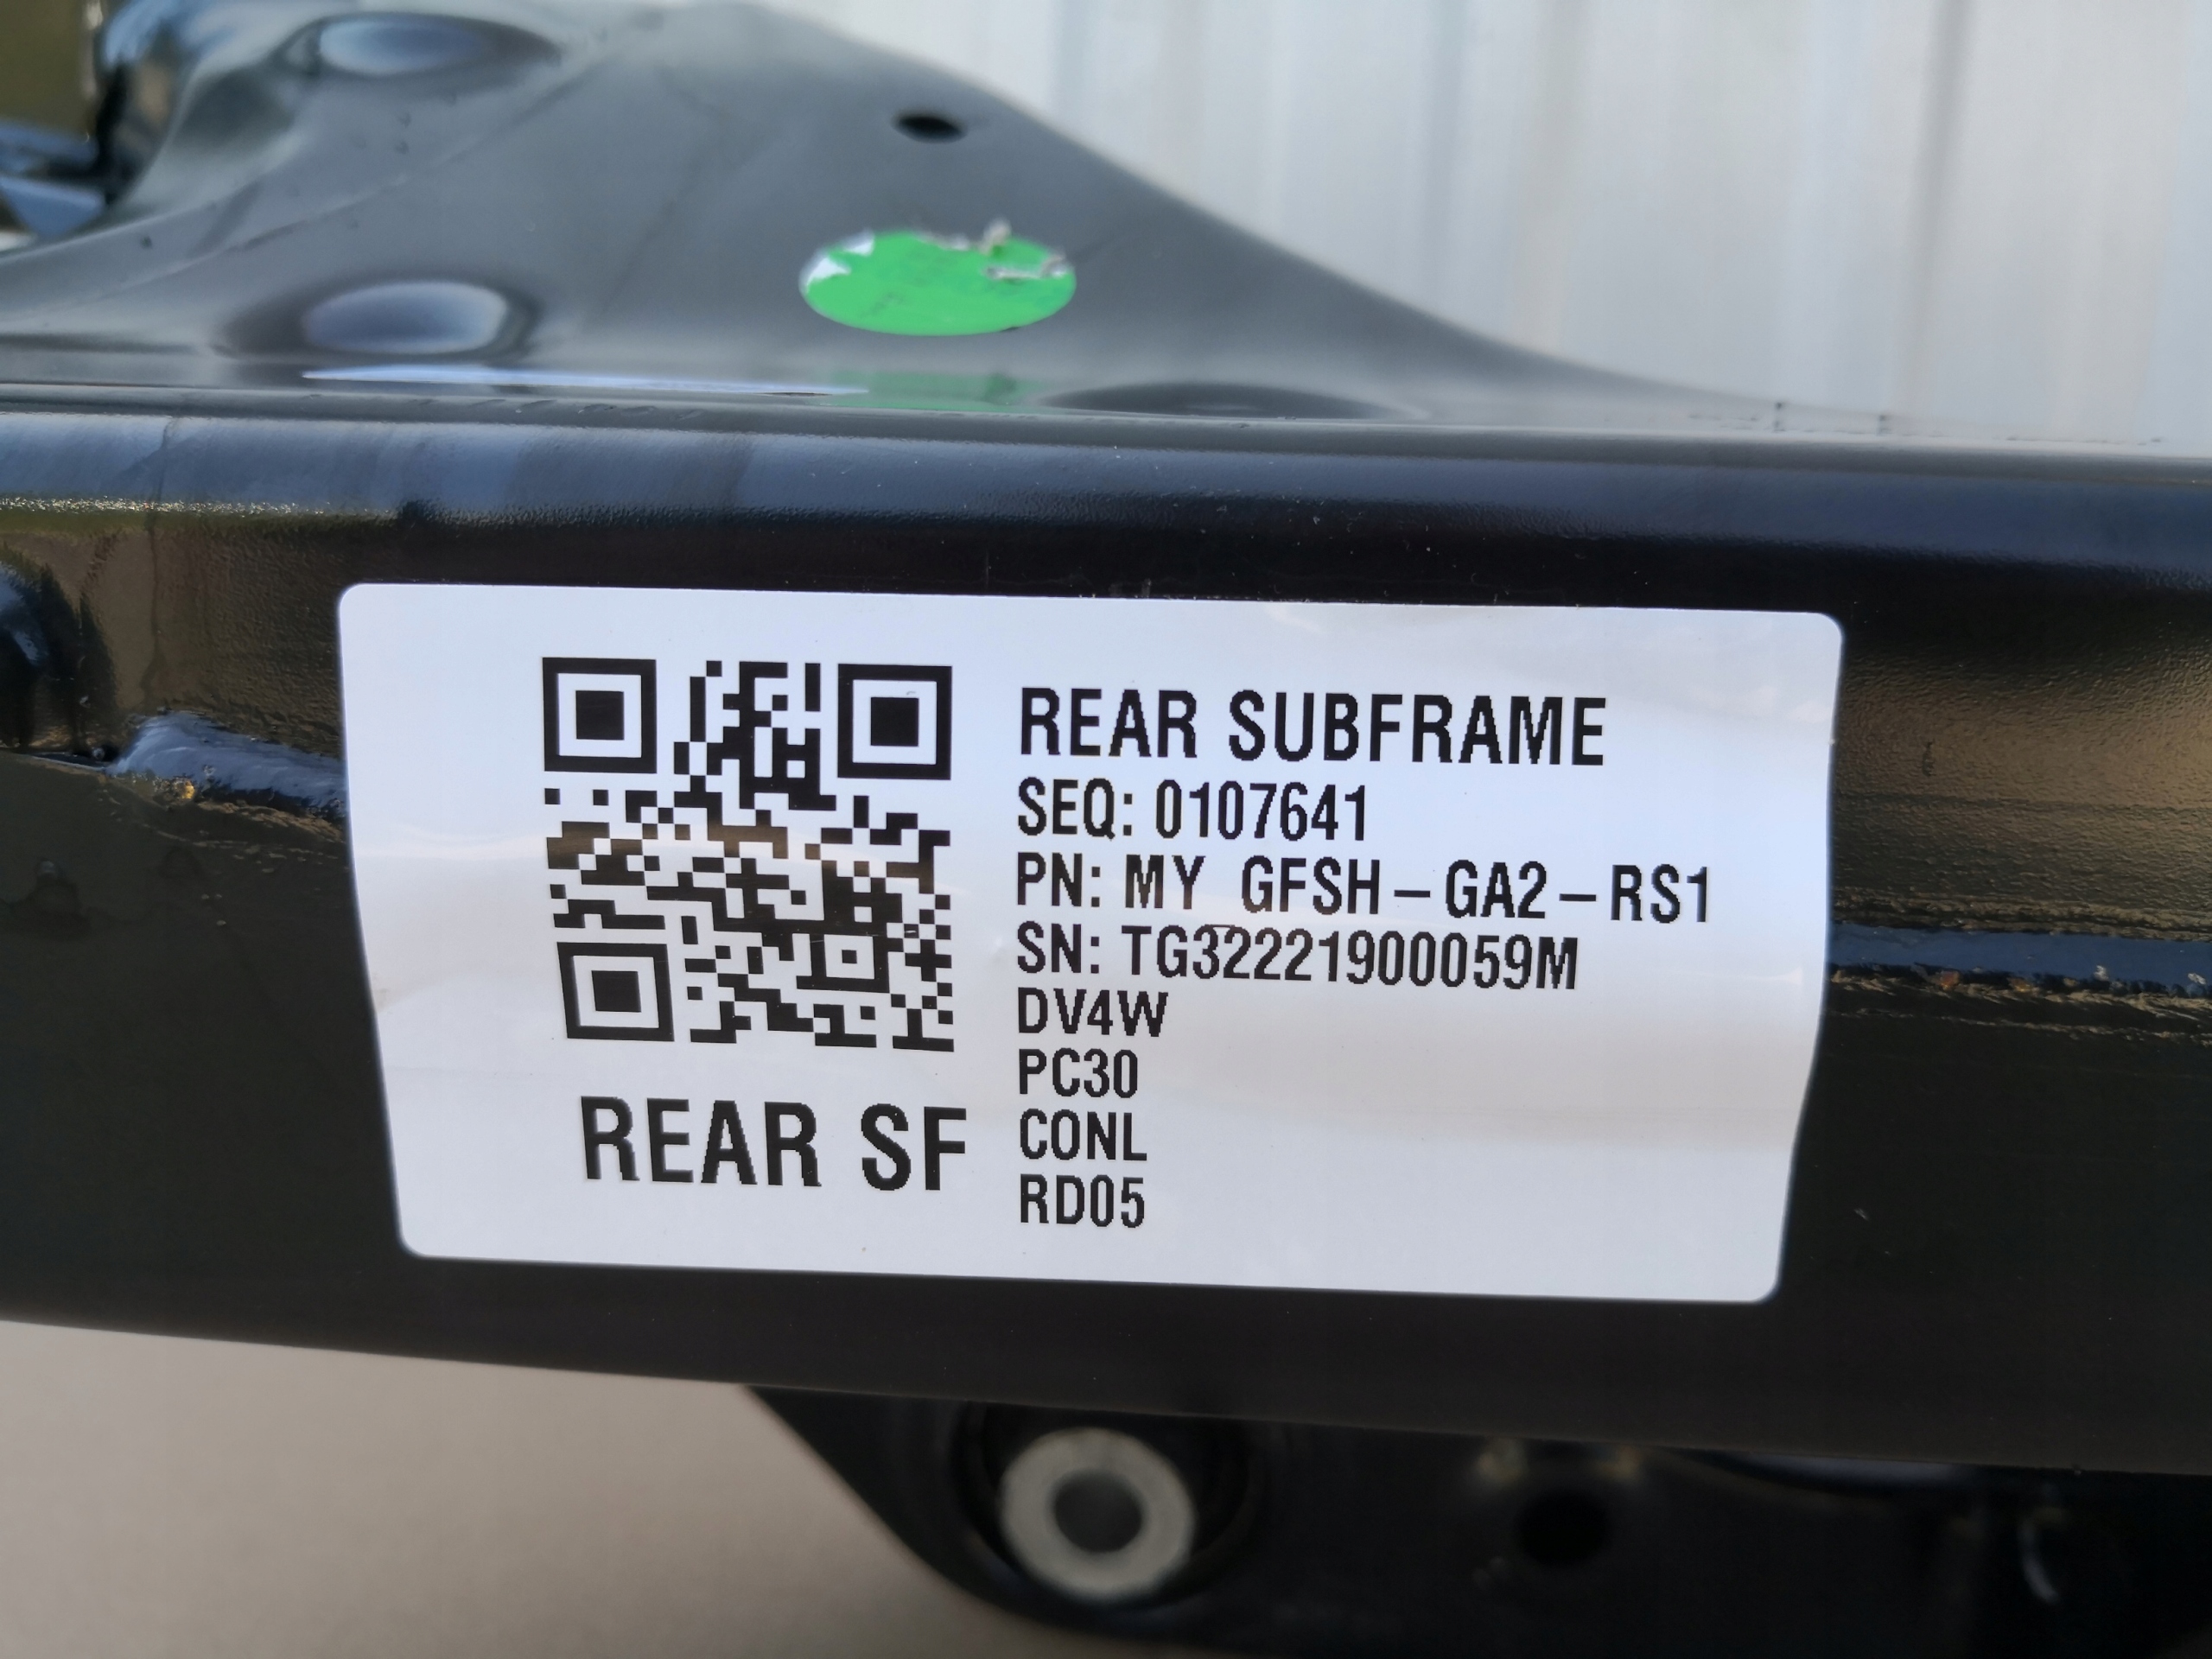 REAR SUBFRAME
SEQ: 0107641
PN: MY GFSH-GA2-RS1
SN: TG32221900059M
DV4W
PC30
CONL
RD05
REAR SF